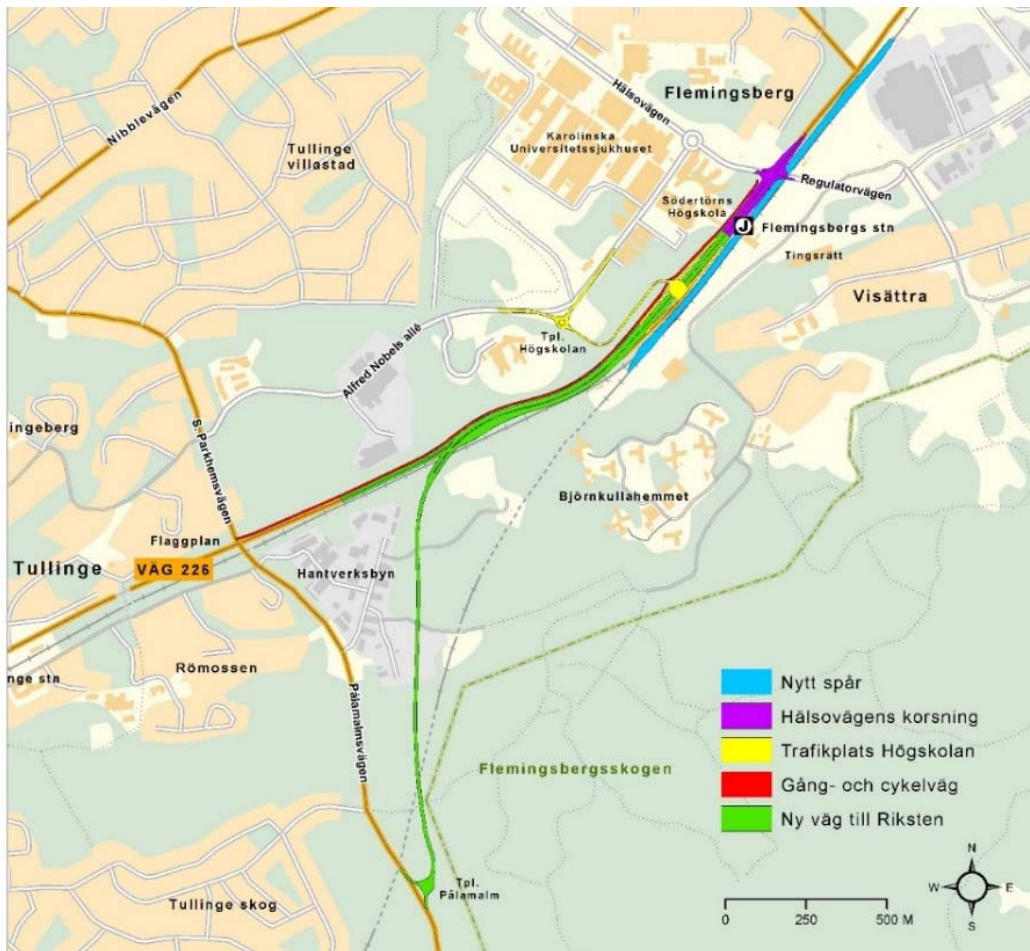 Nibblevägen
Tullinge
villastad
Hälsovägen
Flemingsberg
Karolinska
Universitetssjukhuset
Södertörns
Högskola
Regulatorvägen
J
Flemingsbergs stn
Tingsrätt
Visättra
Tpl.
Högskolan
Alfred Nobels allé
ingeberg
S. Parkhemsvägen
Björnkullahemmet
Flaggplan
Tullinge
VÄG 226
Hantverksbyn
Römossen
nge stn
Pålamalmsvägen
Flemingsbergsskogen
Tpl.
Pålamalm
Tullinge skog
Nytt spår
Hälsovägens korsning
Trafikplats Högskolan
Gång- och cykelväg
Ny väg till Riksten
N
W
E
S
0 250 500 M